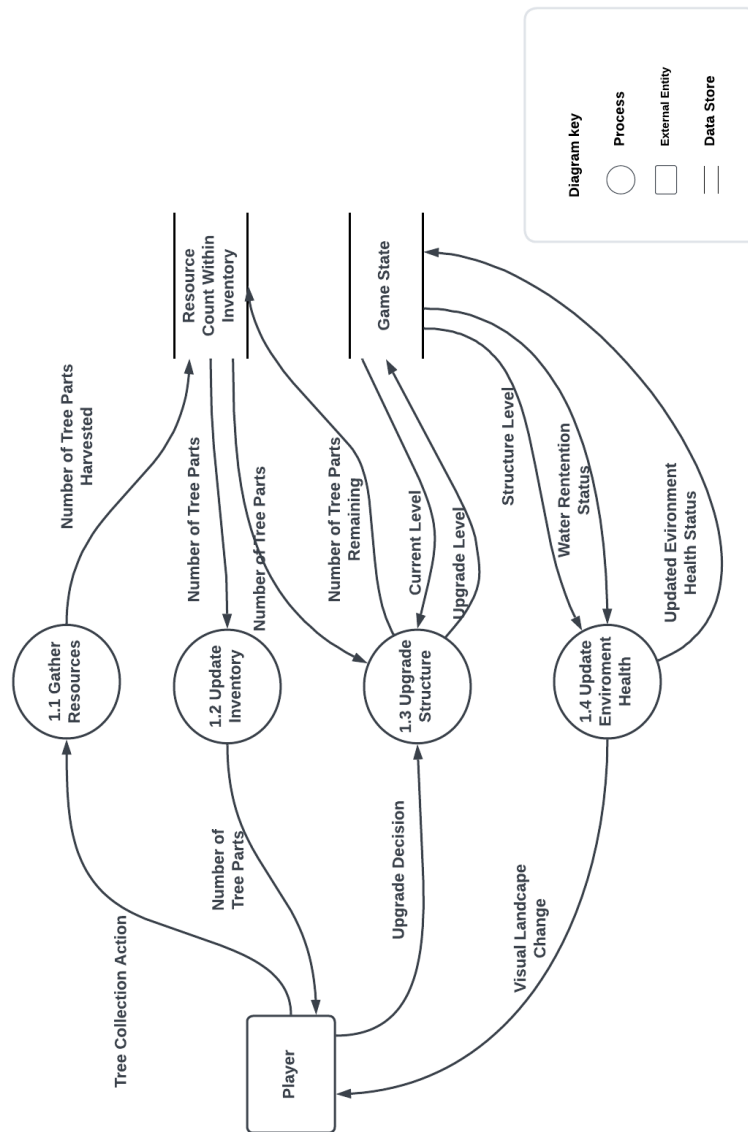 Diagram key
Process
External Entity
Data Store
Tree Collection Action
1.1 Gather
Resources
Number of Tree Parts
Harvested
Resource
Count Within
Inventory
Number of
Tree Parts
1.2 Update
Inventory
Number of Tree Parts
Number of Tree Parts
Player
Number of Tree Parts
Remaining
Upgrade Decision
1.3 Upgrade
Structure
Current Level
Upgrade Level
Game State
Structure Level
Water Rentention
Status
Visual Landcape
Change
1.4 Update
Enviroment
Health
Updated Evironment
Health Status